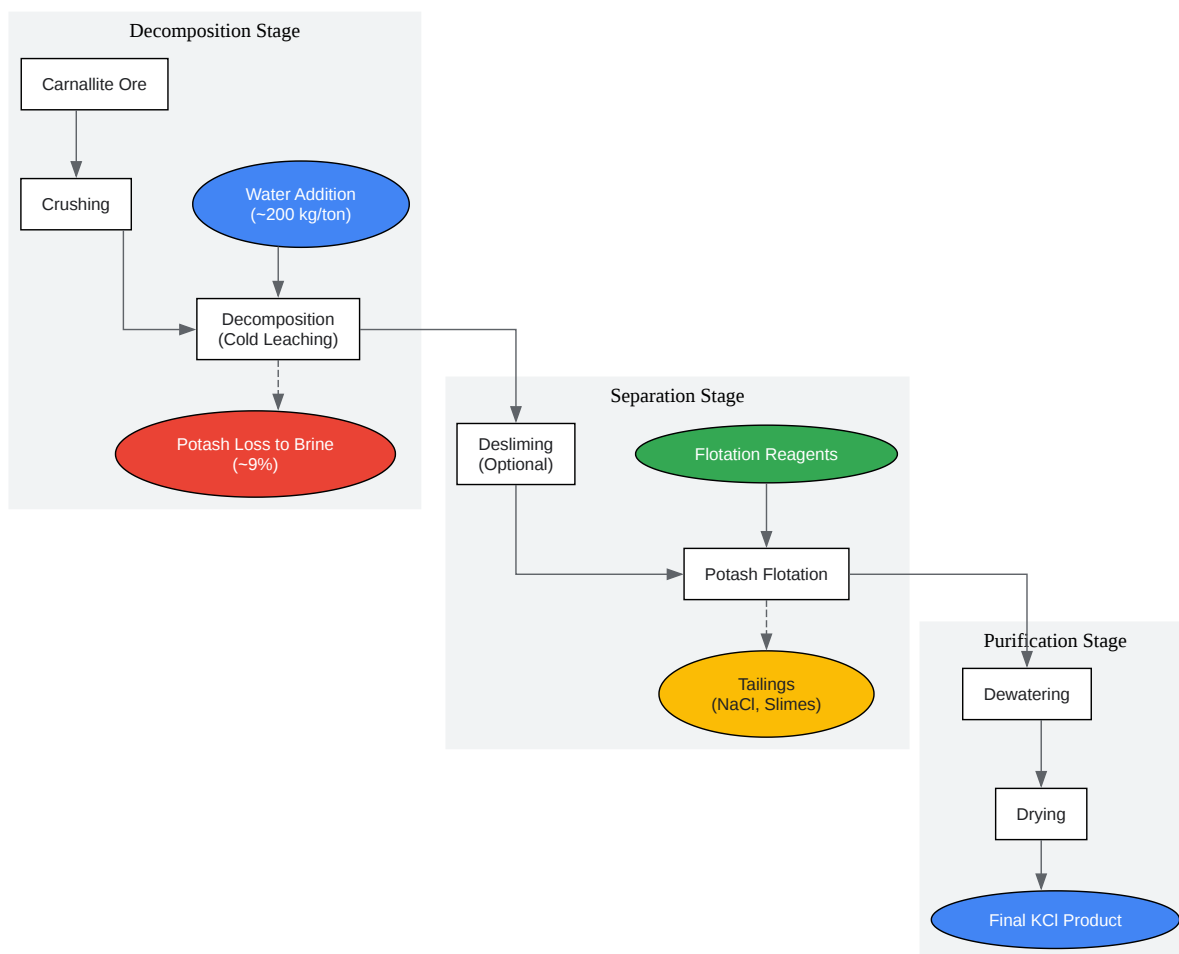 Decomposition Stage
Carnallite Ore
Crushing
Water Addition
(~200 kg/ton)
Decomposition
(Cold Leaching)
Potash Loss to Brine
(~9%)
Separation Stage
Desliming
(Optional)
Flotation Reagents
Potash Flotation
Tailings
(NaCl, Slimes)
Purification Stage
Dewatering
Drying
Final KCl Product